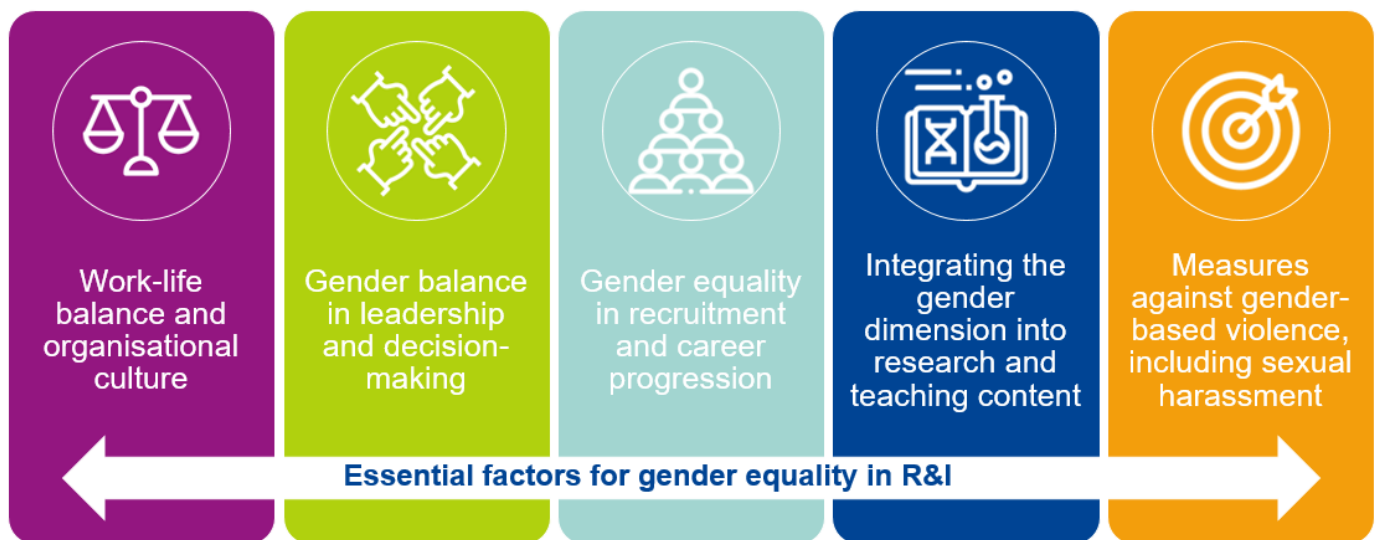 Work-life
balance and
organisational
culture
Gender balance
in leadership
and decision-
making
Gender equality
in recruitment
and career
progression
Integrating the
gender
dimension into
research and
teaching content
Measures
against gender-
based violence,
including sexual
harassment
Essential factors for gender equality in R&I